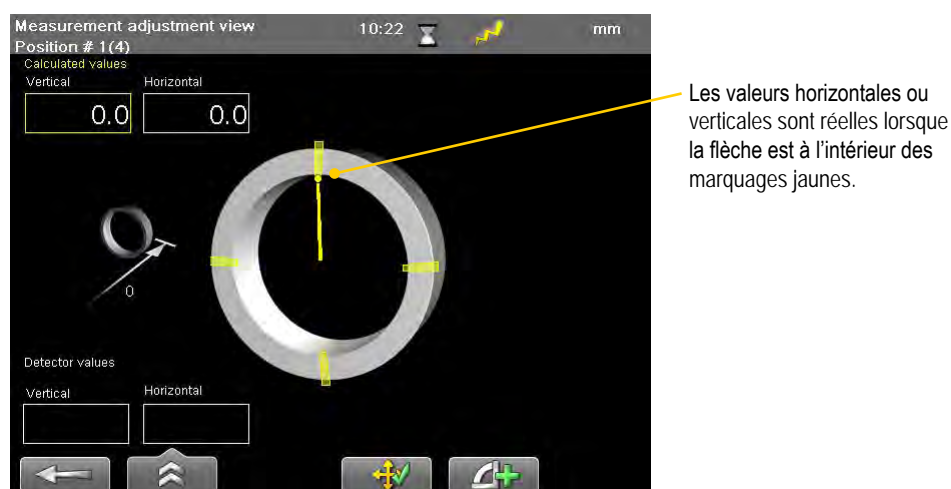 Measurement adjustment view 10:22 mm
Position # 1(4)
Calculated values
Vertical Horizontal
0.0 0.0
Les valeurs horizontales ou
verticales sont réelles lorsque
la flèche est à l'intérieur des
marquages jaunes.
0
Detector values
Vertical Horizontal